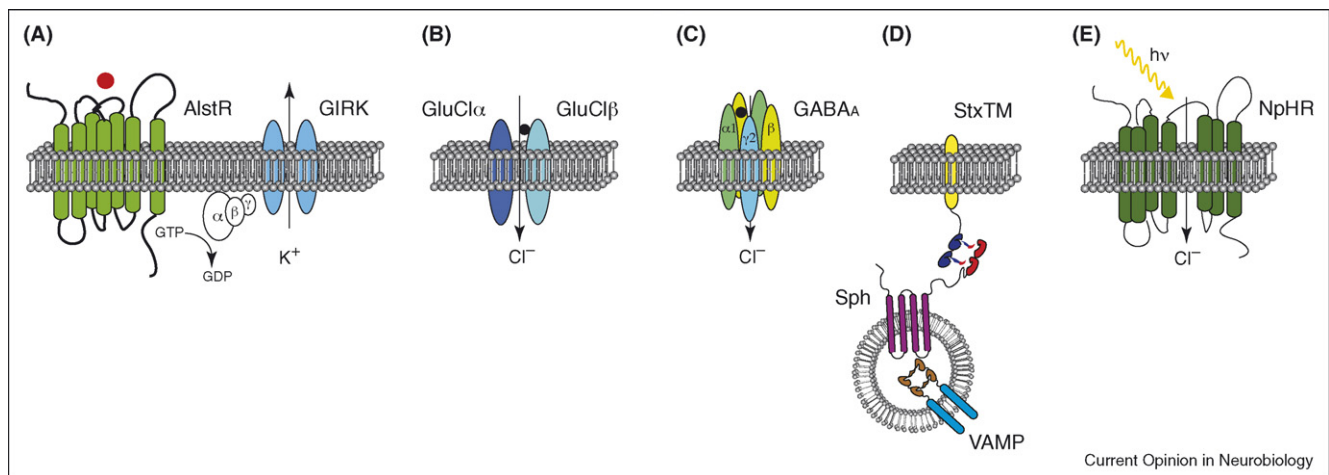 (A)
(B)
(C)
(D)
(E)
hν
AlstR
GIRK
GluClα
GluClβ
GABAA
StxTM
NpHR
α1
γ2
β
α
β
γ
GTP
GDP
K+
Cl−
Cl−
Cl−
Sph
VAMP
Current Opinion in Neurobiology